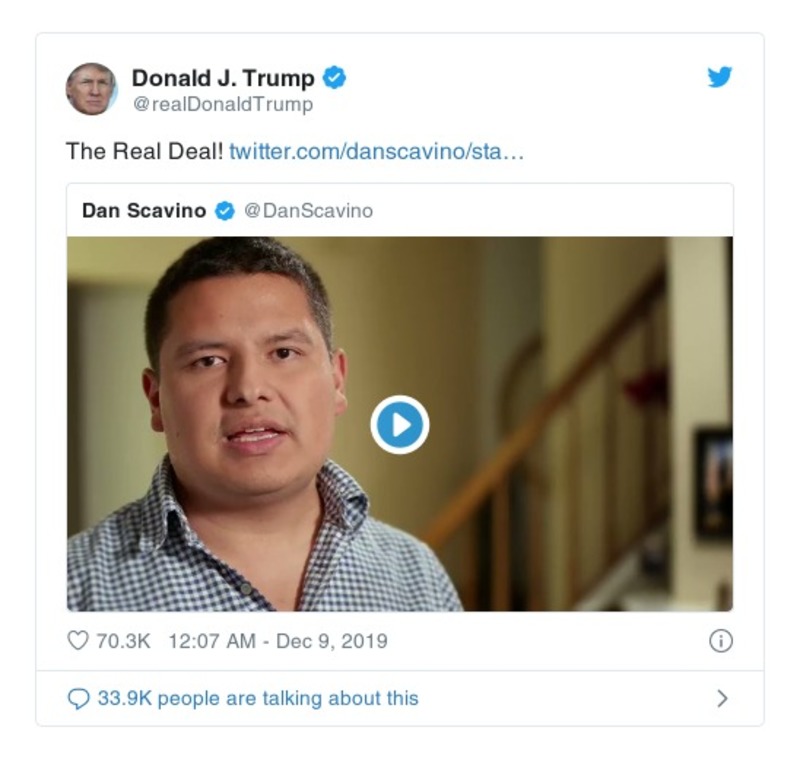 Donald J. Trump
@realDonaldTrump
The Real Deal! twitter.com/danscavino/sta…
Dan Scavino @DanScavino
70.3K 12:07 AM - Dec 9, 2019
33.9K people are talking about this